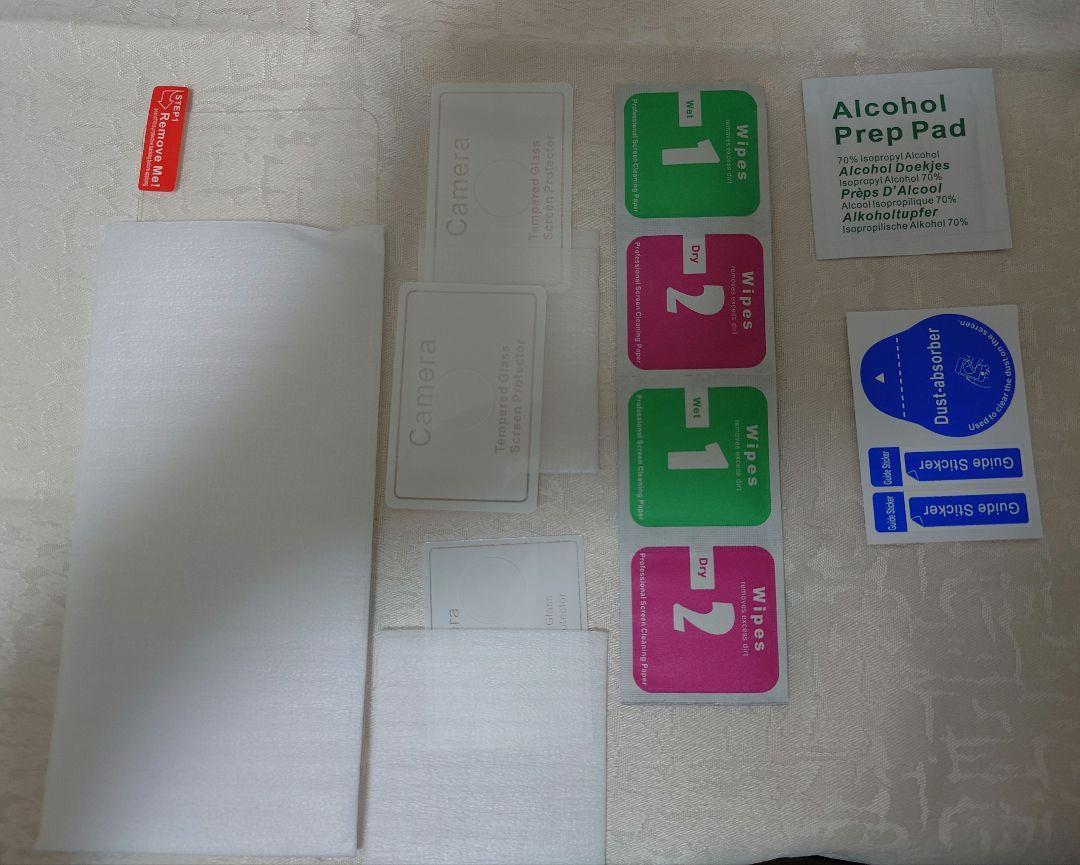 STEP1
Remove Me!
Camera
Tempered Glass
Screen Protector
Camera
Tempered Glass
Screen Protector
era
Glass
otector
Wipes
removes excess dirt
1
Wet
Professional Screen Cleaning Paper
Wipes
removes excess dirt
2
Dry
Professional Screen Cleaning Paper
Wipes
removes excess dirt
1
Wet
Professional Screen Cleaning Paper
Wipes
removes excess dirt
2
Dry
Professional Screen Cleaning Paper
Alcohol
Prep Pad
70% Isopropyl Alcohol
Alcohol Doekjes
Isopropyl Alcohol 70%
Prèps D'Alcool
Alcool Isopropilique 70%
Alkoholtupfer
Isopropilische Alkohol 70%
Dust-absorber
Used to clear the dust on the screen.
Guide Sticker
Guide Sticker
Guide Sticker
Guide Sticker